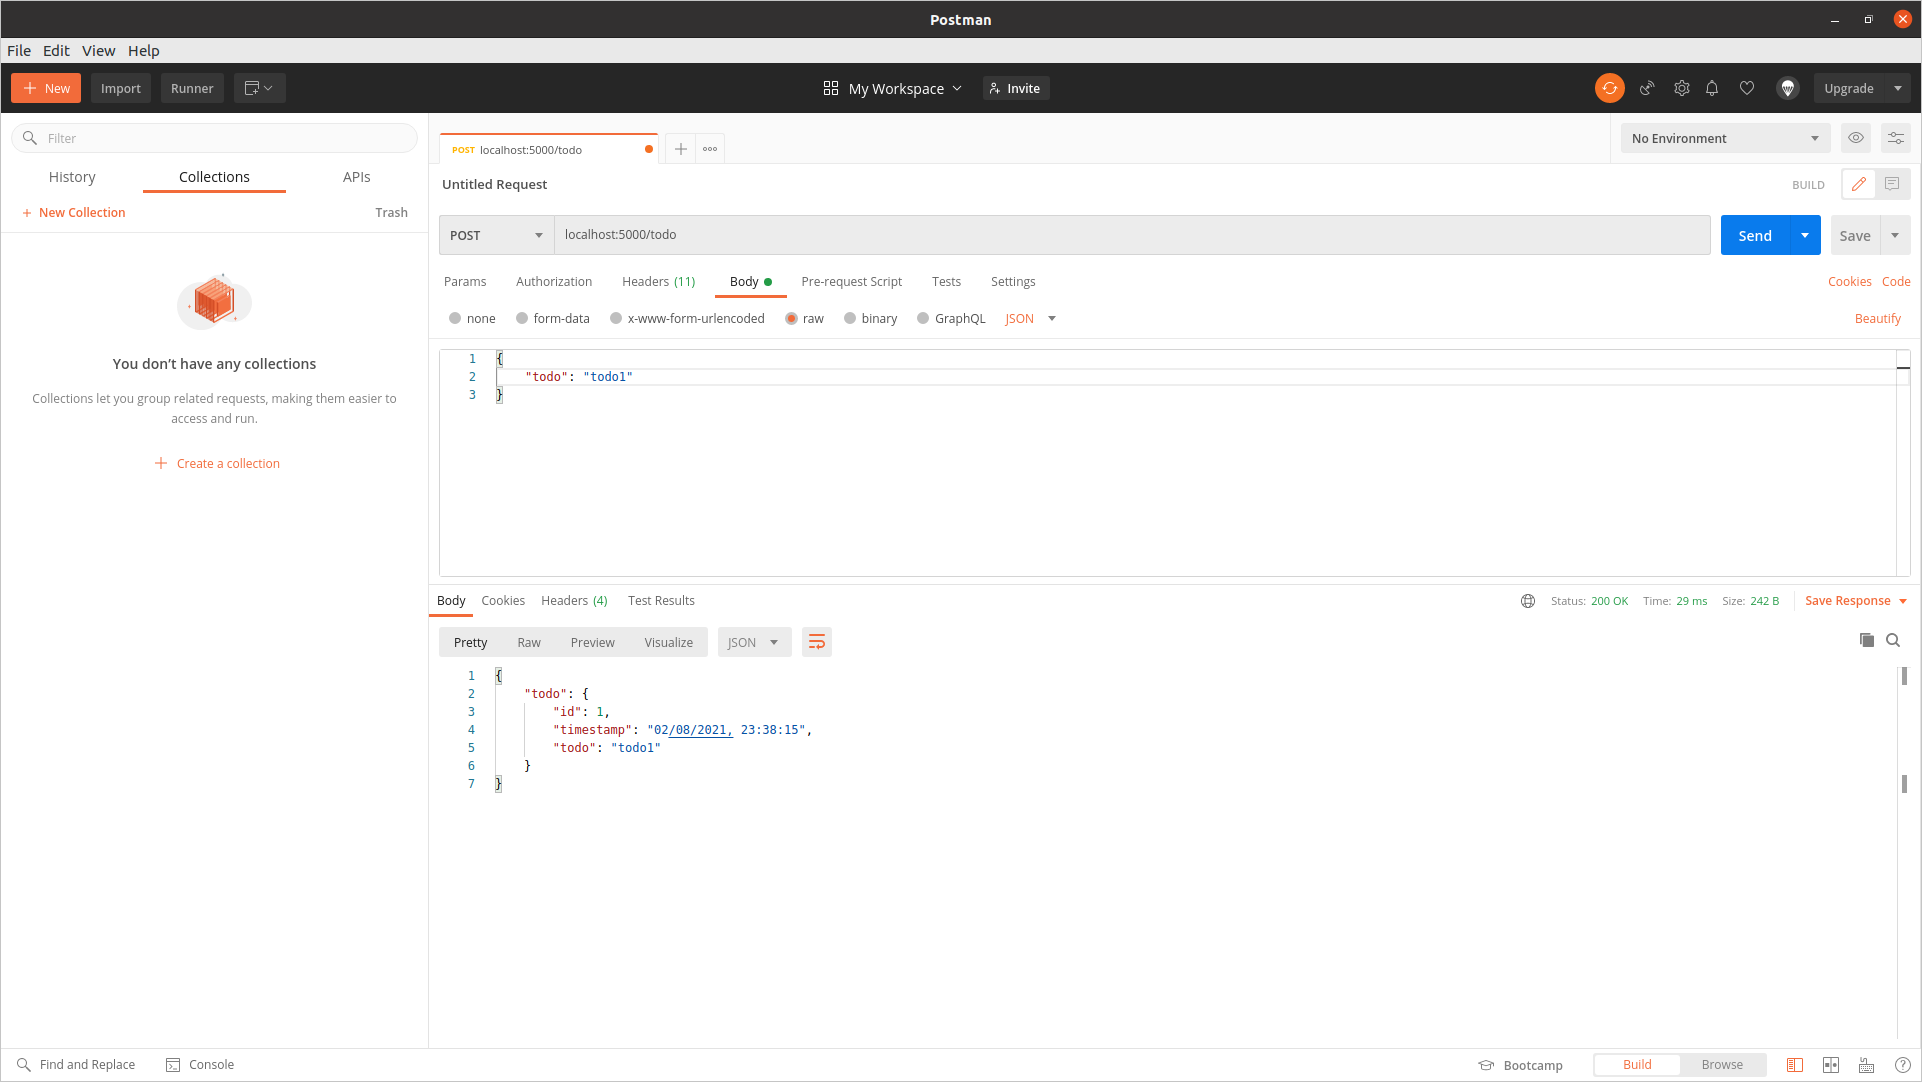 Postman
File Edit View Help
New Import Runner My Workspace Invite Upgrade
Filter
History Collections APIs
New Collection Trash
You don’t have any collections
Collections let you group related requests, making them easier to
access and run.
Create a collection
POST localhost:5000/todo
No Environment
Untitled Request BUILD
POST localhost:5000/todo Send Save
Params Authorization Headers (11) Body Pre-request Script Tests Settings Cookies Code
none form-data x-www-form-urlencoded raw binary GraphQL JSON Beautify
1 {
2 "todo": "todo1"
3 }
Body Cookies Headers (4) Test Results Status: 200 OK Time: 29 ms Size: 242 B Save Response
Pretty Raw Preview Visualize JSON
1 {
2 "todo": {
3 "id": 1,
4 "timestamp": "02/08/2021, 23:38:15",
5 "todo": "todo1"
6 }
7 }
Find and Replace Console Bootcamp Build Browse